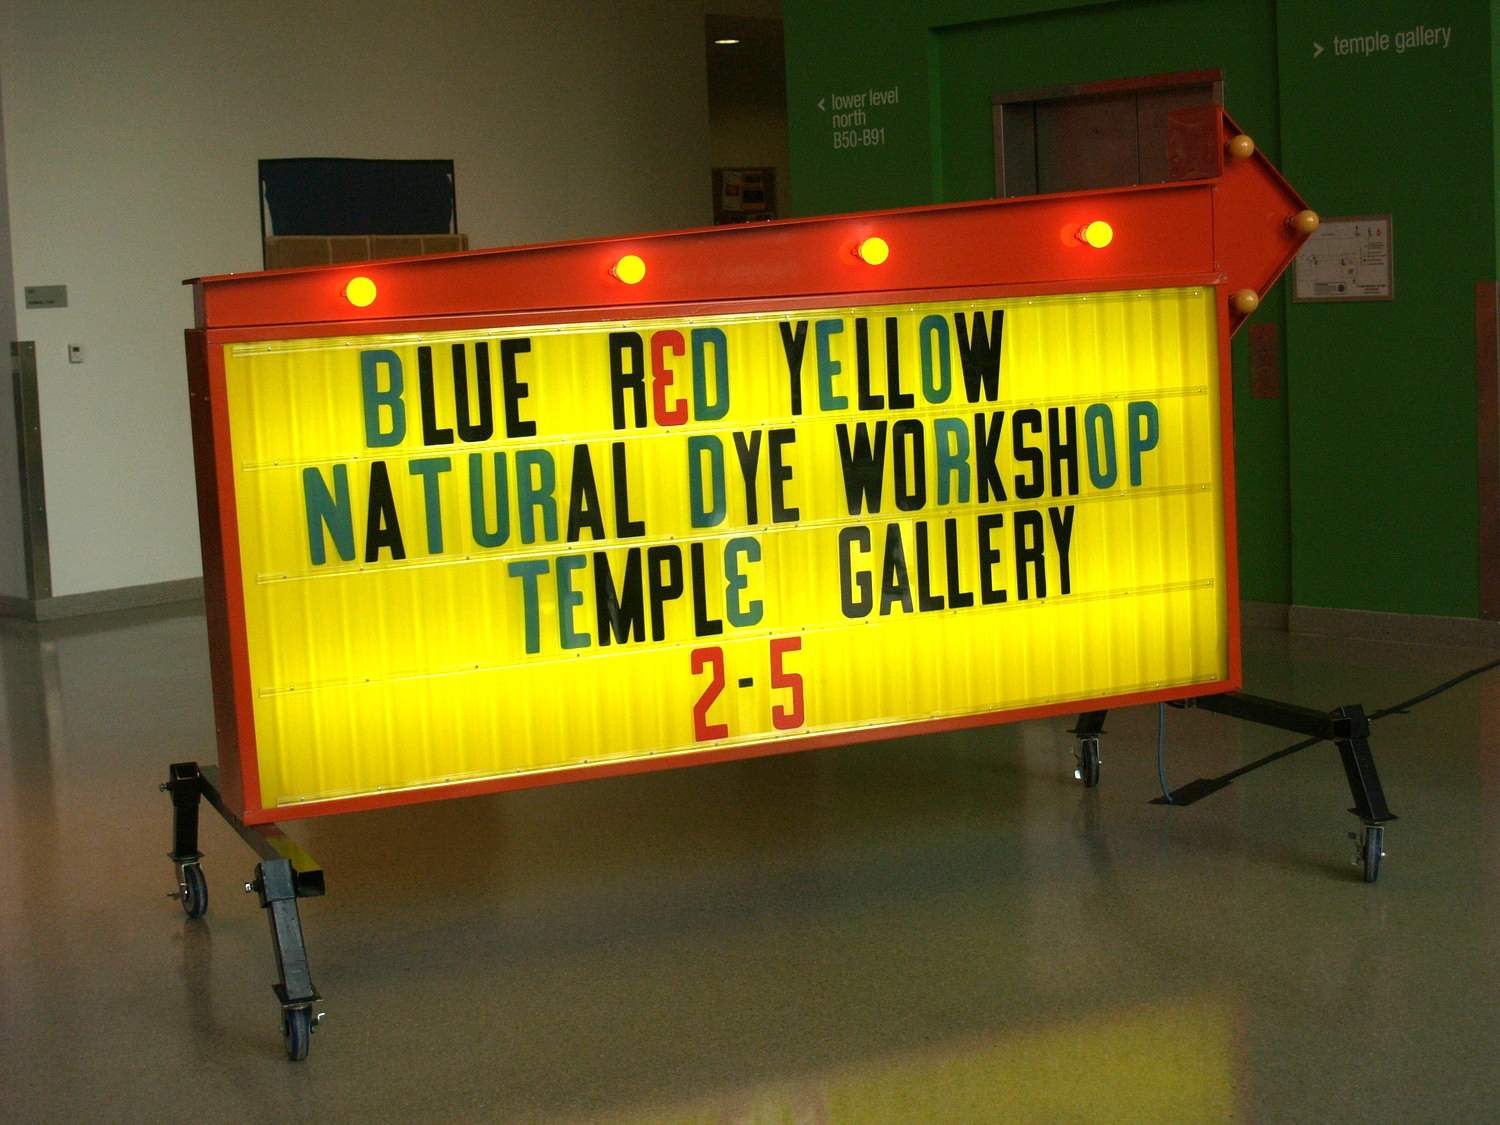 temple gallery
lower level
north
B50-B91
BLUE RED YELLOW
NATURAL DYE WORKSHOP
TEMPLE GALLERY
2-5